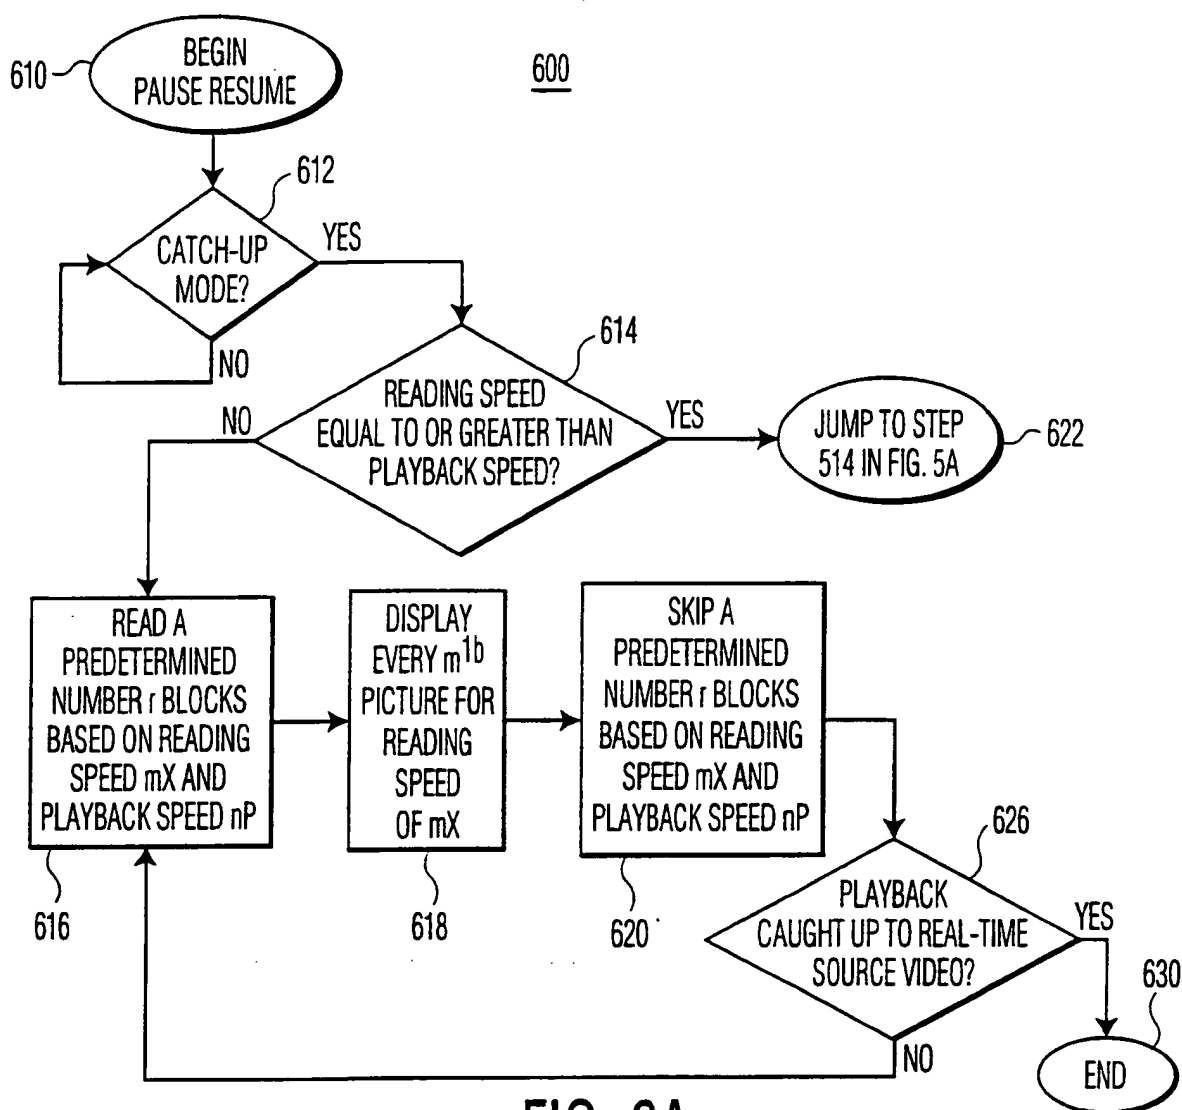 BEGIN
PAUSE RESUME
610
600
612
CATCH-UP
MODE?
YES
NO
614
READING SPEED
EQUAL TO OR GREATER THAN
PLAYBACK SPEED?
NO
YES
JUMP TO STEP
514 IN FIG. 5A
622
READ A
PREDETERMINED
NUMBER r BLOCKS
BASED ON READING
SPEED mX AND
PLAYBACK SPEED nP
616
DISPLAY
EVERY m1b
PICTURE FOR
READING
SPEED
OF mX
618
SKIP A
PREDETERMINED
NUMBER r BLOCKS
BASED ON READING
SPEED mX AND
PLAYBACK SPEED nP
620
626
PLAYBACK
CAUGHT UP TO REAL-TIME
SOURCE VIDEO?
YES
NO
630
END